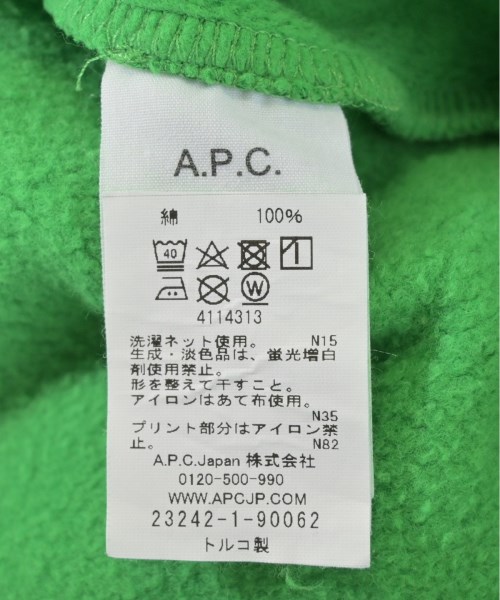 A.P.C.
綿 100%
40
W
4114313
洗濯ネット使用。 N15
生成・淡色品は、蛍光増白
剤使用禁止。
形を整えて干すこと。
アイロンはあて布使用。
N35
プリント部分はアイロン禁
止。 N82
A.P.C.Japan 株式会社
0120-500-990
WWW.APCJP.COM
23242-1-90062
トルコ製